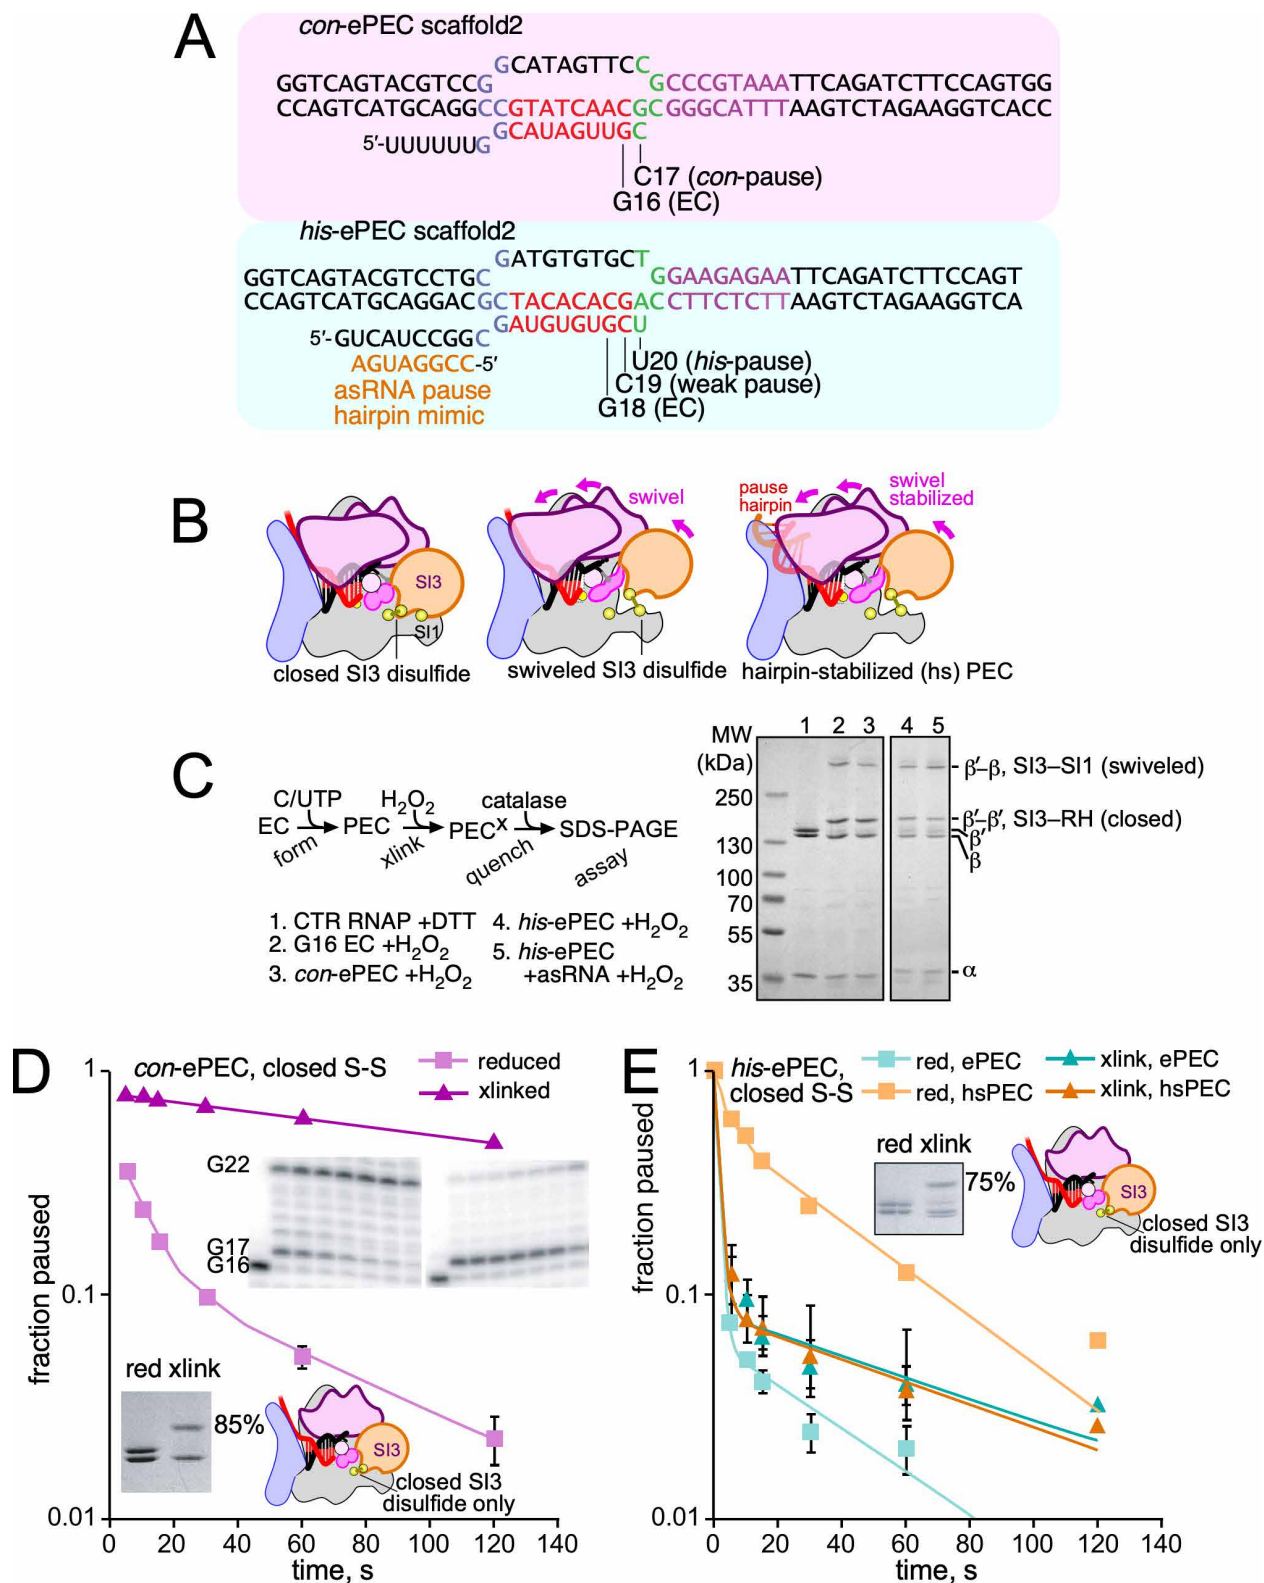 A
con-ePEC scaffold2
GCATAGTTCC
GGTCAGTACGTCCG GCCCGTAAATTCAGATCTTCCAGTGG
CCAGTCATGCAGGCCGTATCAACGCGGGCATTTAAGTCTAGAAGGTCACC
GCAUAGUUGC
5′-UUUUUUG
C17 (con-pause)
G16 (EC)
his-ePEC scaffold2
GATGTGTGCT
GGTCAGTACGTCCTGC GGAAGAGAATTCAGATCTTCCAGT
CCAGTCATGCAGGACGCTACACACGACCTTCTCTTAAGTCTAGAAGGTCA
GAUGUGUGCU
5′-GUCAUCCGGC
AGUAGGCC-5′
U20 (his-pause)
C19 (weak pause)
G18 (EC)
asRNA pause
hairpin mimic
B
SI3
SI1
closed SI3 disulfide
swivel
swiveled SI3 disulfide
pause
hairpin
swivel
stabilized
hairpin-stabilized (hs) PEC
C
C/UTP H2O2 catalase
EC PEC PECx SDS-PAGE
form xlink quench assay
1. CTR RNAP +DTT
2. G16 EC +H2O2
3. con-ePEC +H2O2
4. his-ePEC +H2O2
5. his-ePEC
+asRNA +H2O2
MW
(kDa)
1 2 3 4 5
250
130
100
70
55
35
β′–β, SI3–SI1 (swiveled)
β′–β′, SI3–RH (closed)
β′
β
α
D
con-ePEC, closed S-S
reduced
xlinked
G22
G17
G16
red xlink
85%
SI3
closed SI3
disulfide only
fraction paused
1
0.1
0.01
0 20 40 60 80 100 120 140
time, s
E
his-ePEC,
closed S-S
red, ePEC
red, hsPEC
xlink, ePEC
xlink, hsPEC
red xlink
75%
SI3
closed SI3
disulfide only
fraction paused
1
0.1
0.01
0 20 40 60 80 100 120 140
time, s